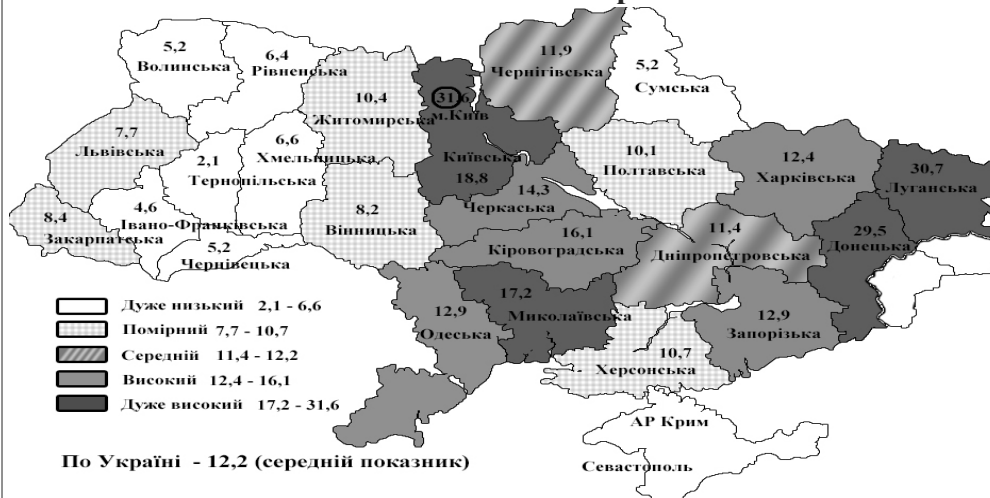 5,2
Волинська
6,4
Рівненська
10,4
Житомирська
31,6
м.Київ
11,9
Чернігівська
5,2
Сумська
7,7
Львівська
2,1
Тернопільська
6,6
Хмельницька
Київська
18,8
14,3
Черкаська
10,1
Полтавська
12,4
Харківська
30,7
Луганська
8,4
Закарпатська
4,6
Івано-Франківська
5,2
Чернівецька
8,2
Вінницька
16,1
Кіровоградська
11,4
Дніпропетровська
29,5
Донецька
12,9
Одеська
17,2
Миколаївська
10,7
Херсонська
12,9
Запорізька
АР Крим
Севастополь
Дуже низький 2,1 - 6,6
Помірний 7,7 - 10,7
Середній 11,4 - 12,2
Високий 12,4 - 16,1
Дуже високий 17,2 - 31,6
По Україні - 12,2 (середній показник)